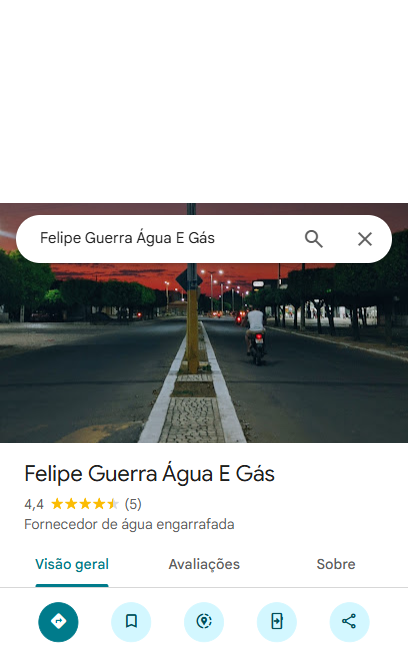 Felipe Guerra Água E Gás
Felipe Guerra Água E Gás
4,4 (5)
Fornecedor de água engarrafada
Visão geral Avaliações Sobre